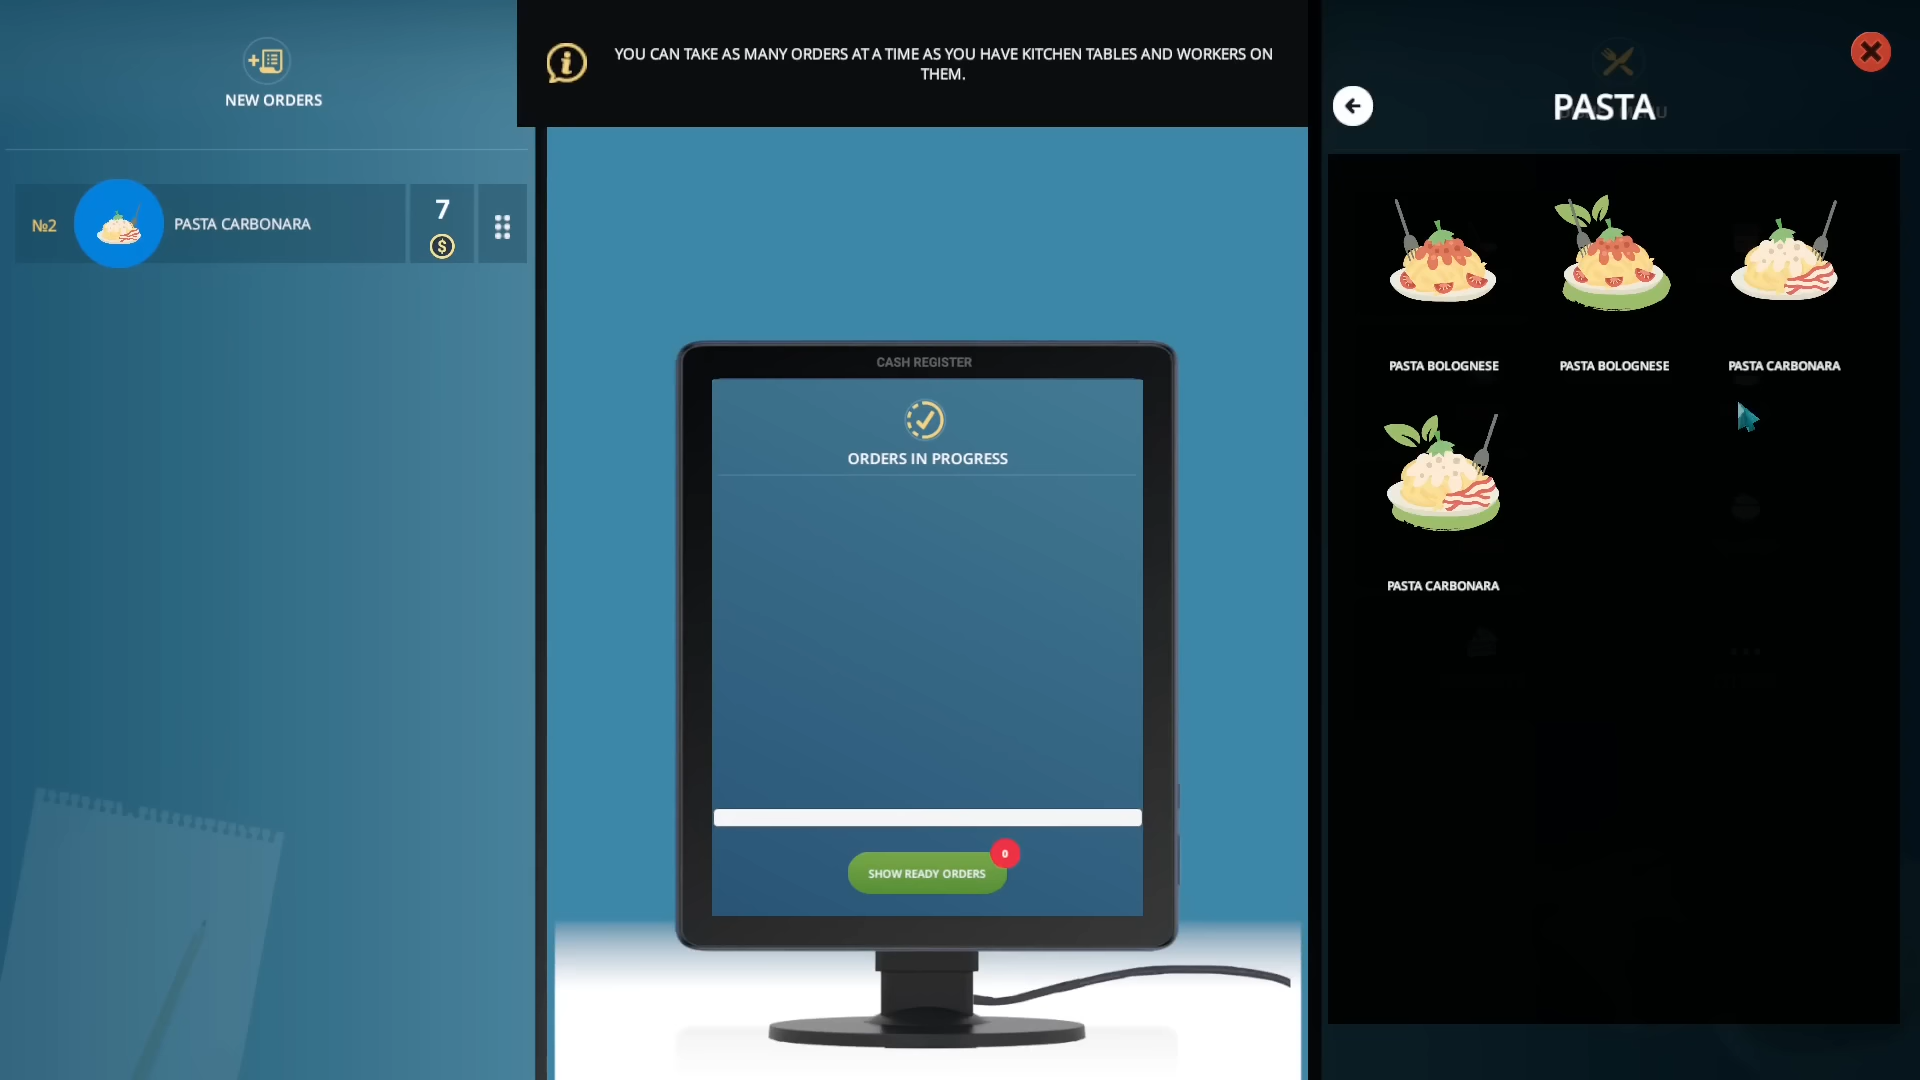 NEW ORDERS
№2
PASTA CARBONARA
7
$
YOU CAN TAKE AS MANY ORDERS AT A TIME AS YOU HAVE KITCHEN TABLES AND WORKERS ON
THEM.
CASH REGISTER
ORDERS IN PROGRESS
0
SHOW READY ORDERS
PASTA
PASTA BOLOGNESE
PASTA BOLOGNESE
PASTA CARBONARA
PASTA CARBONARA